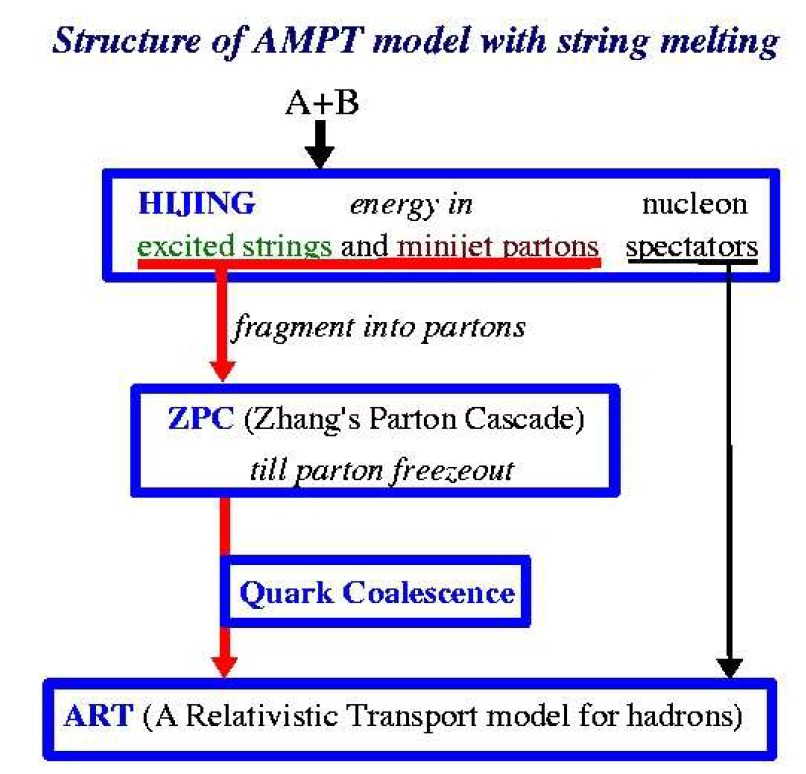 Structure of AMPT model with string melting
A+B
HIJING energy in nucleon
excited strings and minijet partons spectators
fragment into partons
ZPC (Zhang's Parton Cascade)
till parton freezeout
Quark Coalescence
ART (A Relativistic Transport model for hadrons)